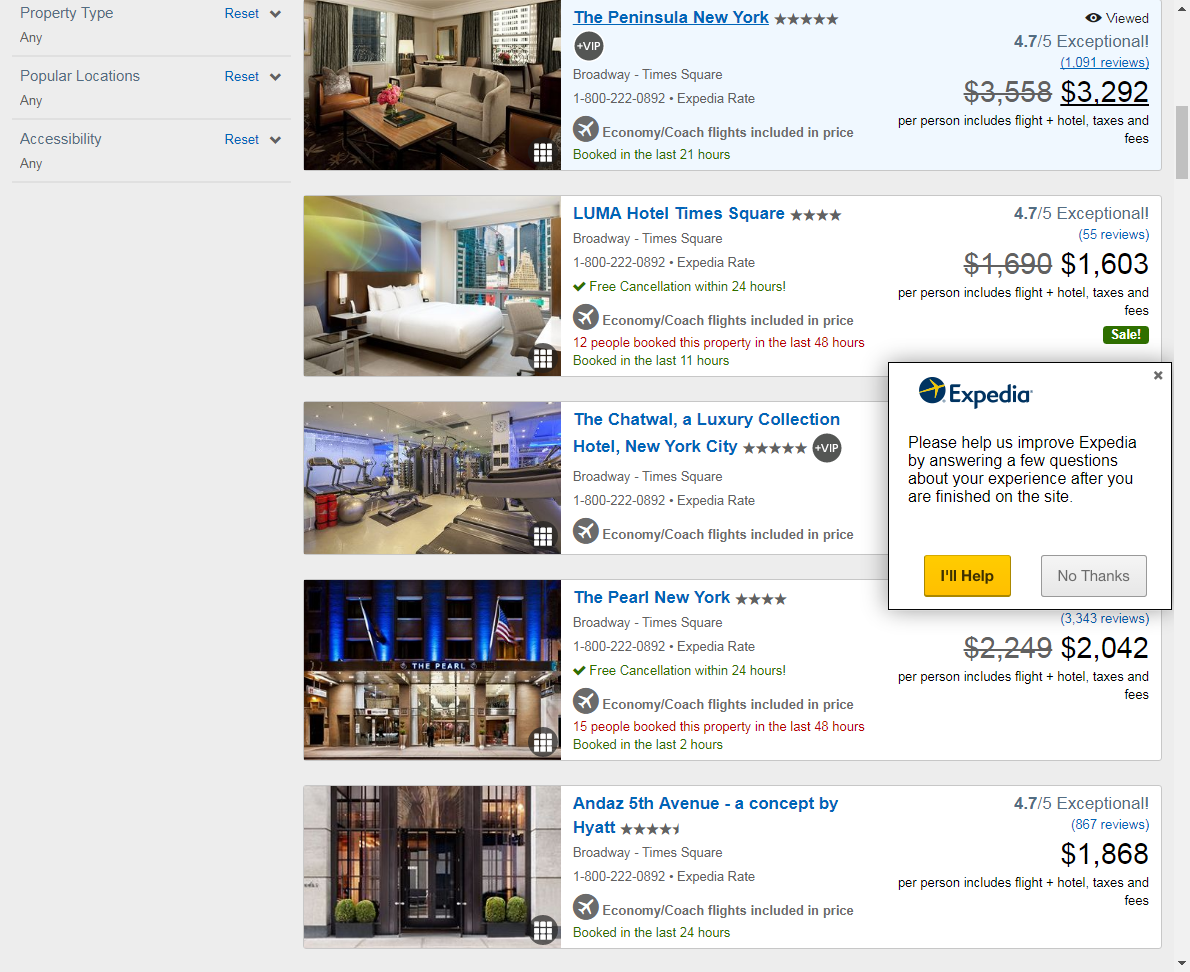 Property Type
Reset
Any
Popular Locations
Reset
Any
Accessibility
Reset
Any
The Peninsula New York
+VIP
Broadway - Times Square
1-800-222-0892 • Expedia Rate
Economy/Coach flights included in price
Booked in the last 21 hours
Viewed
4.7/5 Exceptional!
(1,091 reviews)
$3,558 $3,292
per person includes flight + hotel, taxes and
fees
LUMA Hotel Times Square
Broadway - Times Square
1-800-222-0892 • Expedia Rate
Free Cancellation within 24 hours!
Economy/Coach flights included in price
12 people booked this property in the last 48 hours
Booked in the last 11 hours
4.7/5 Exceptional!
(55 reviews)
$1,690 $1,603
per person includes flight + hotel, taxes and
fees
Sale!
The Chatwal, a Luxury Collection
Hotel, New York City
+VIP
Broadway - Times Square
1-800-222-0892 • Expedia Rate
Economy/Coach flights included in price
Expedia
Please help us improve Expedia
by answering a few questions
about your experience after you
are finished on the site.
I'll Help
No Thanks
THE PEARL
The Pearl New York
Broadway - Times Square
1-800-222-0892 • Expedia Rate
Free Cancellation within 24 hours!
Economy/Coach flights included in price
15 people booked this property in the last 48 hours
Booked in the last 2 hours
(3,343 reviews)
$2,249 $2,042
per person includes flight + hotel, taxes and
fees
Andaz 5th Avenue - a concept by
Hyatt
Broadway - Times Square
1-800-222-0892 • Expedia Rate
Economy/Coach flights included in price
Booked in the last 24 hours
4.7/5 Exceptional!
(867 reviews)
$1,868
per person includes flight + hotel, taxes and
fees